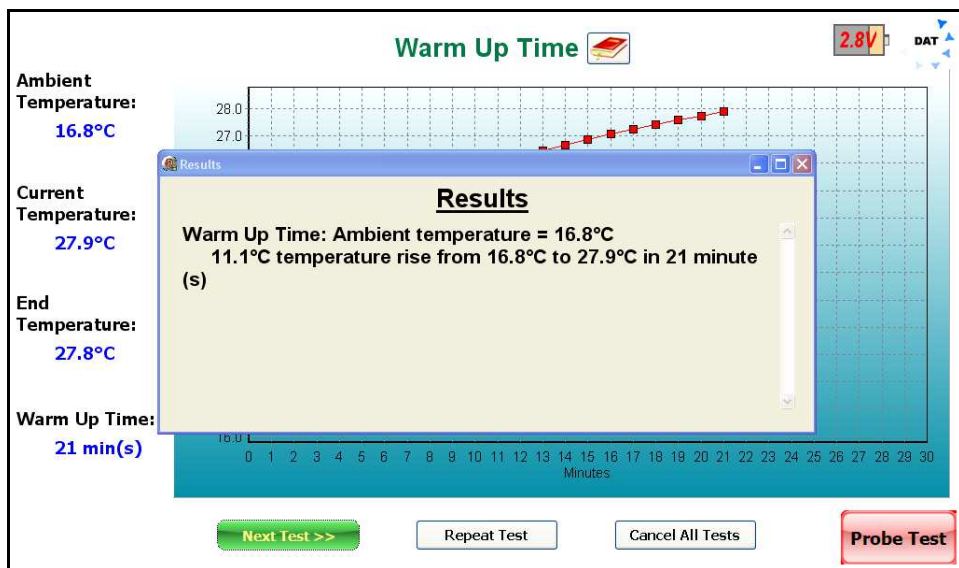 Warm Up Time
2.8V
DAT
Ambient
Temperature:
16.8°C
Current
Temperature:
27.9°C
End
Temperature:
27.8°C
Warm Up Time:
21 min(s)
28.0
27.0
Results
Results
Warm Up Time: Ambient temperature = 16.8°C
11.1°C temperature rise from 16.8°C to 27.9°C in 21 minute
(s)
16.0
0 1 2 3 4 5 6 7 8 9 10 11 12 13 14 15 16 17 18 19 20 21 22 23 24 25 26 27 28 29 30
Minutes
Next Test >>
Repeat Test
Cancel All Tests
Probe Test